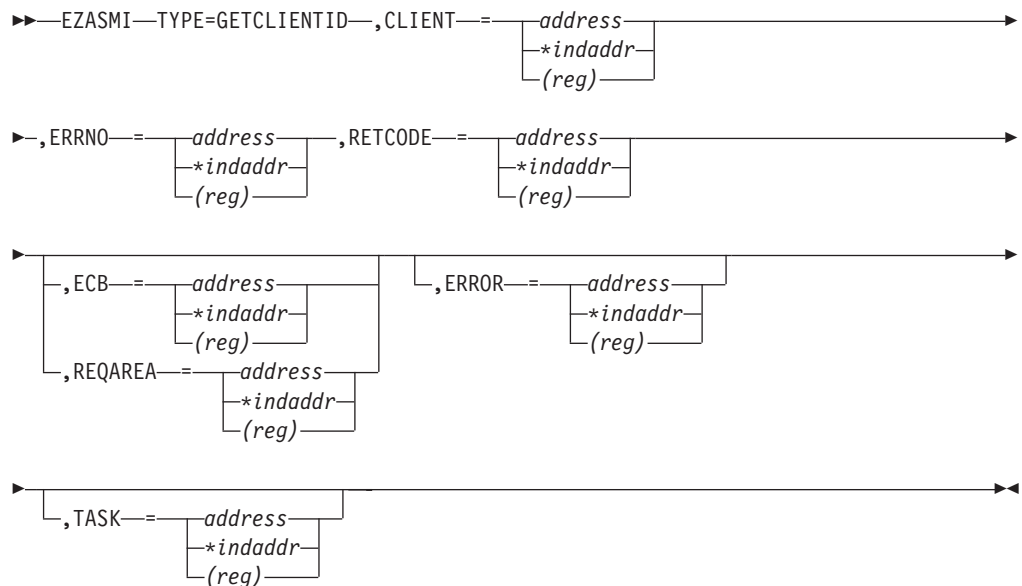 EZASMI TYPE=GETCLIENTID ,CLIENT = address
*indaddr
(reg)
,ERRNO = address ,RETCODE = address
*indaddr *indaddr
(reg) (reg)
,ECB = address ,ERROR = address
*indaddr *indaddr
(reg) (reg)
,REQAREA = address
*indaddr
(reg)
,TASK = address
*indaddr
(reg)